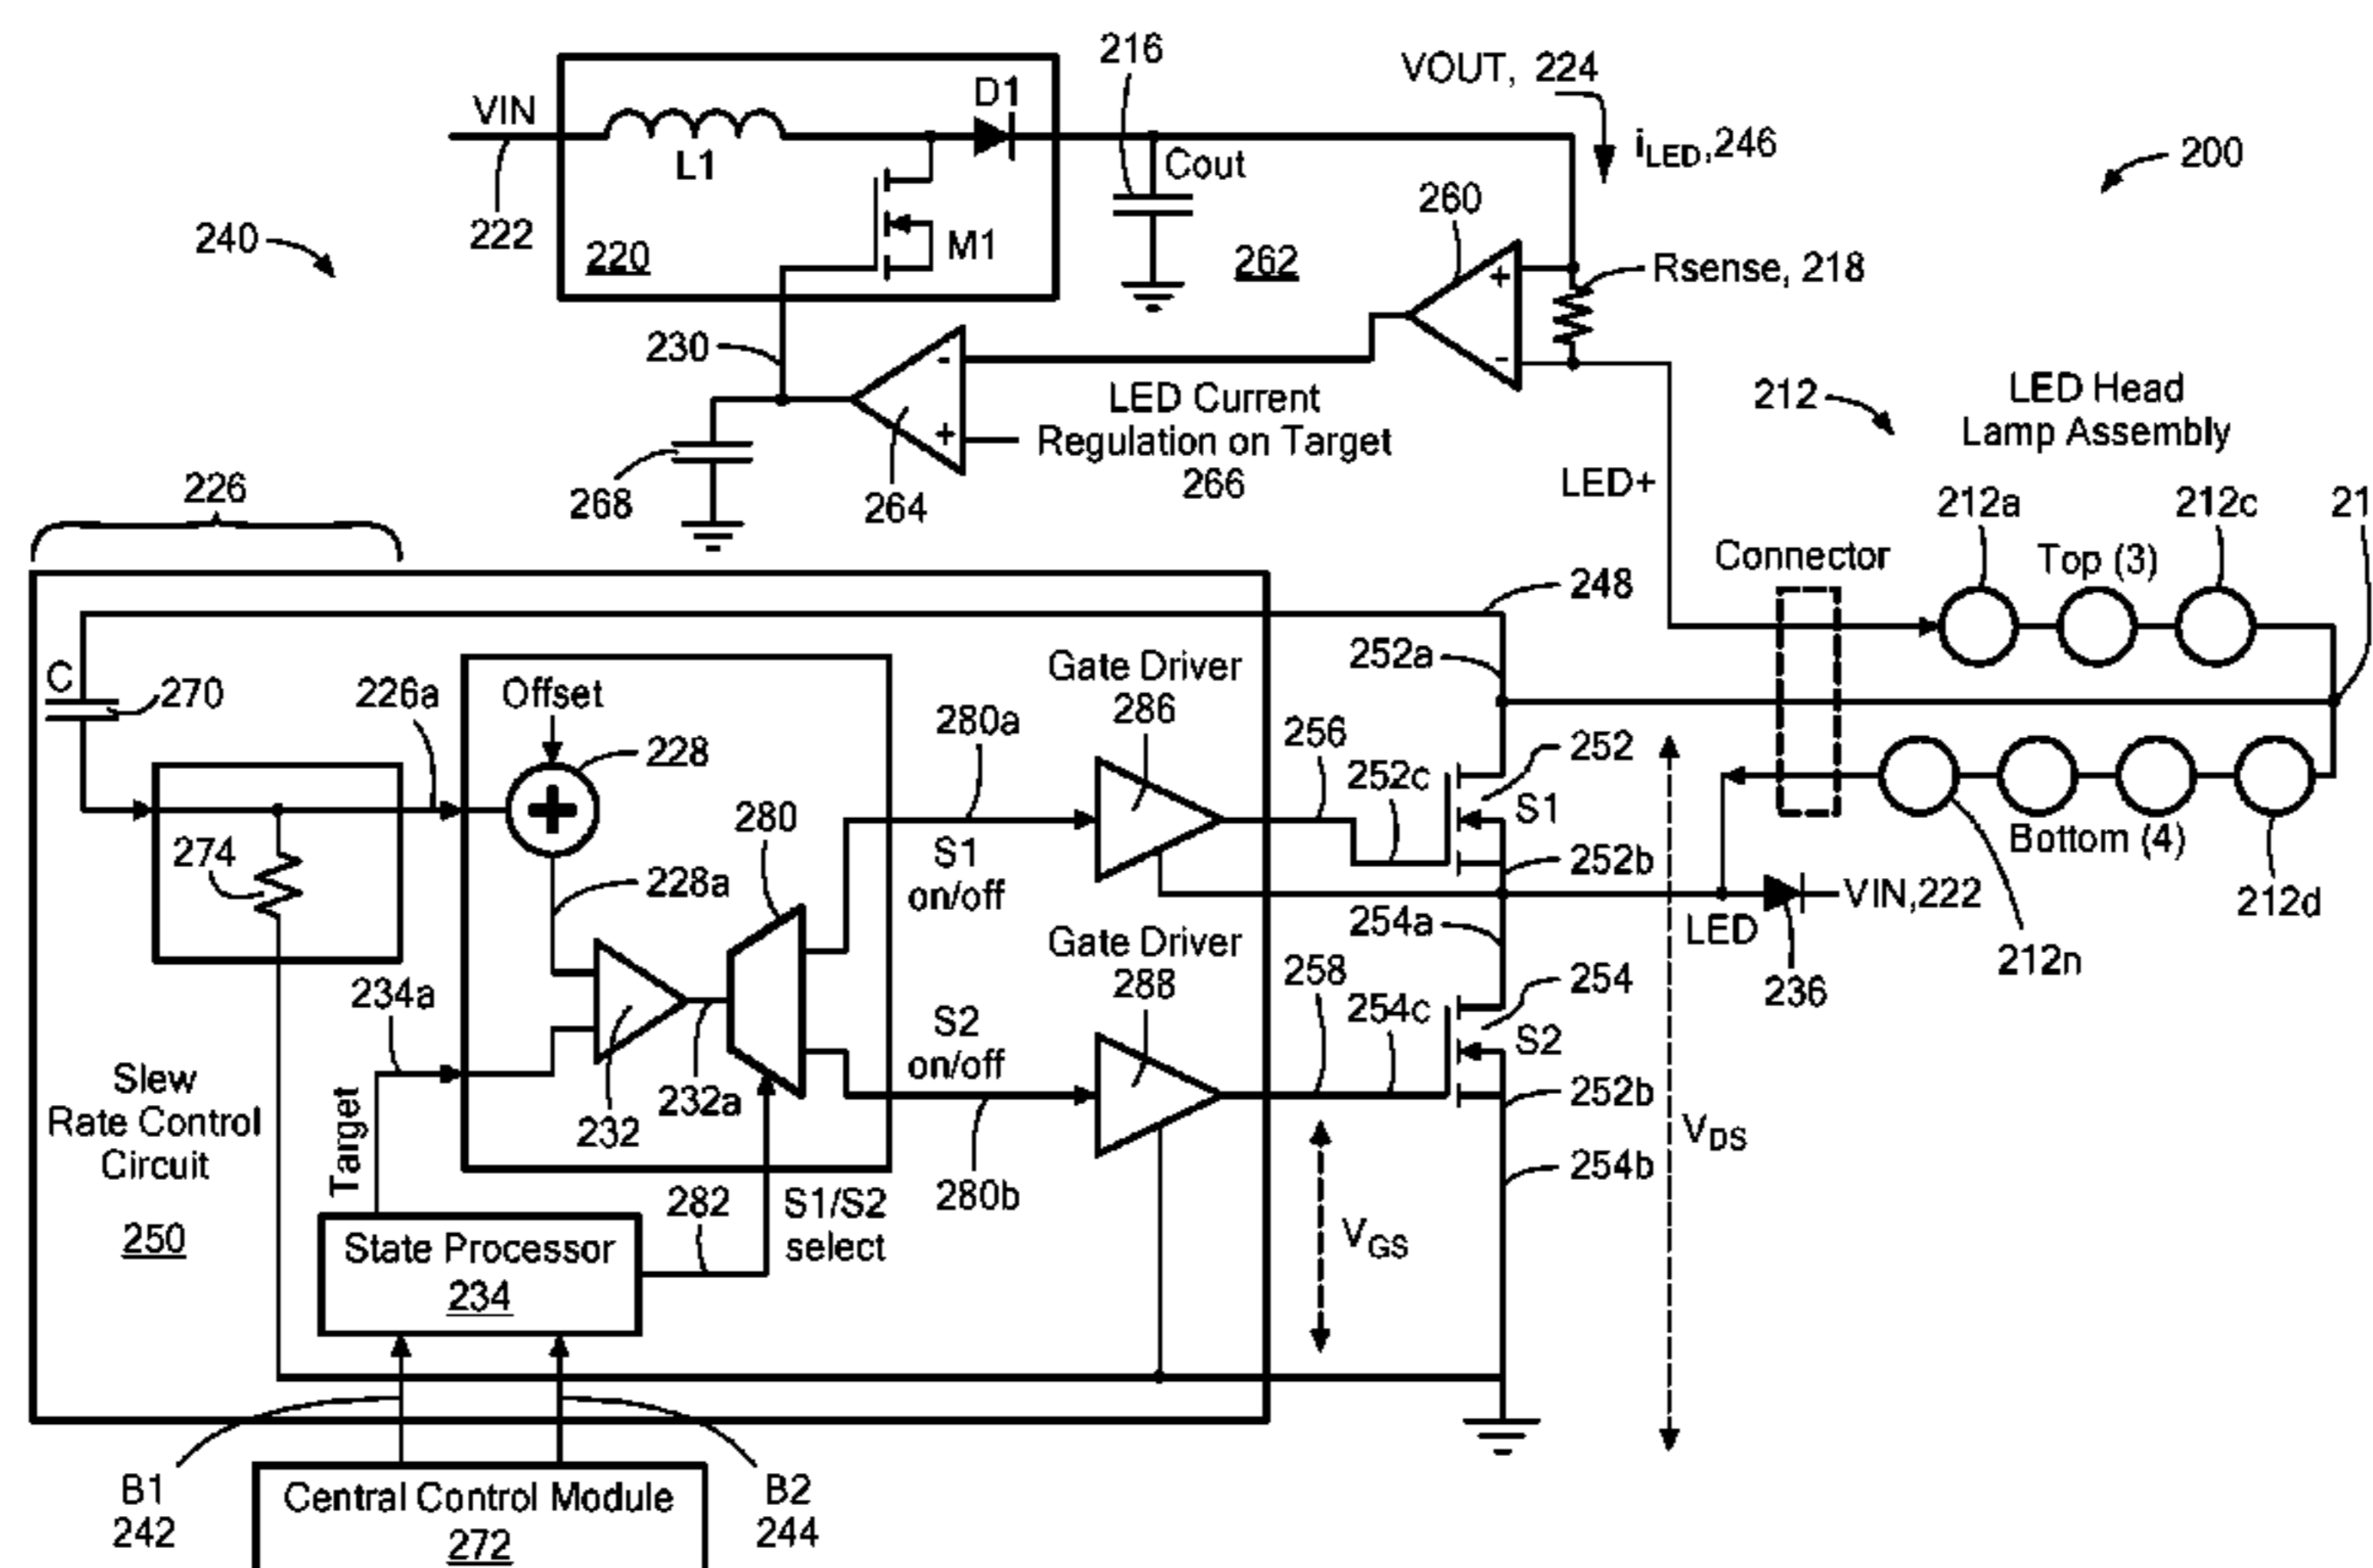 216
VOUT, 224
D1
VIN
iLED,246
200
L1
Cout
260
222
240
M1
220
262
Rsense, 218
230
-
+
+
-
LED Current
Regulation on Target
266
212
LED Head
Lamp Assembly
268
264
LED+
226
212a
212c
21
Connector
Top (3)
248
Gate Driver
286
252a
C
270
226a
Offset
280a
256
252
228
252c
+
280
S1
274
S1
on/off
252b
Bottom (4)
228a
VIN,222
212d
254a
LED
Gate Driver
288
236
212n
234a
258
254
254c
S2
on/off
S2
232a
232
Slew
Rate Control
Circuit
250
Target
252b
VDS
254b
282
S1/S2
select
280b
VGS
State Processor
234
B1
242
B2
244
Central Control Module
272